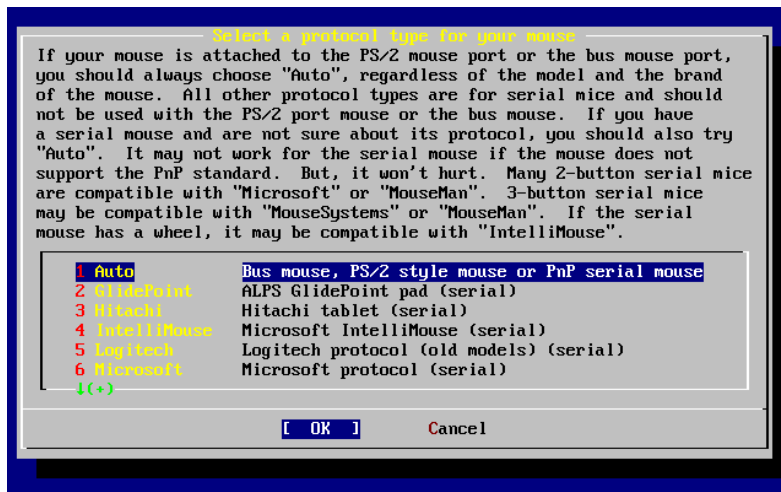 Select a protocol type for your mouse
If your mouse is attached to the PS/2 mouse port or the bus mouse port,
you should always choose "Auto", regardless of the model and the brand
of the mouse.  All other protocol types are for serial mice and should
not be used with the PS/2 port mouse or the bus mouse.  If you have
a serial mouse and are not sure about its protocol, you should also try
"Auto".  It may not work for the serial mouse if the mouse does not
support the PnP standard.  But, it won't hurt.  Many 2-button serial mice
are compatible with "Microsoft" or "MouseMan".  3-button serial mice
may be compatible with "MouseSystems" or "MouseMan".  If the serial
mouse has a wheel, it may be compatible with "IntelliMouse".
1 Auto Bus mouse, PS/2 style mouse or PnP serial mouse
2 GlidePoint ALPS GlidePoint pad (serial)
3 Hitachi Hitachi tablet (serial)
4 IntelliMouse Microsoft IntelliMouse (serial)
5 Logitech Logitech protocol (old models) (serial)
6 Microsoft Microsoft protocol (serial)
↓(+)
[ OK ] Cancel